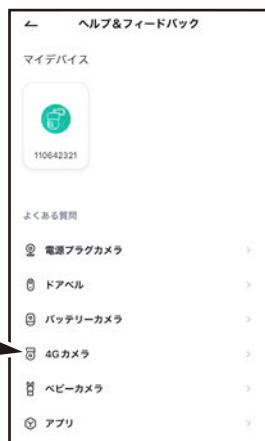 ヘルプ&フィードバック
マイデバイス
110642321
よくある質問
電源プラグカメラ
ドアベル
バッテリーカメラ
4Gカメラ
ベビーカメラ
アプリ